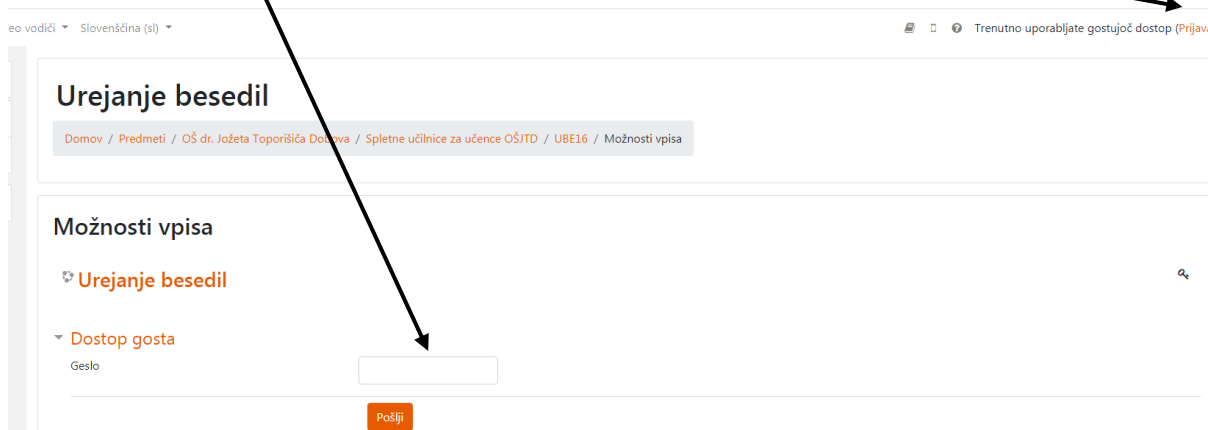 eo vodiči Slovenščina (sl) Trenutno uporabljate gostujoč dostop (Prijava
Urejanje besedil
Domov / Predmeti / OŠ dr. Jožeta Toporišiča Dobova / Spletne učilnice za učence OŠJTD / UBE16 / Možnosti vpisa
Možnosti vpisa
Urejanje besedil
Dostop gosta
Geslo
Pošlji